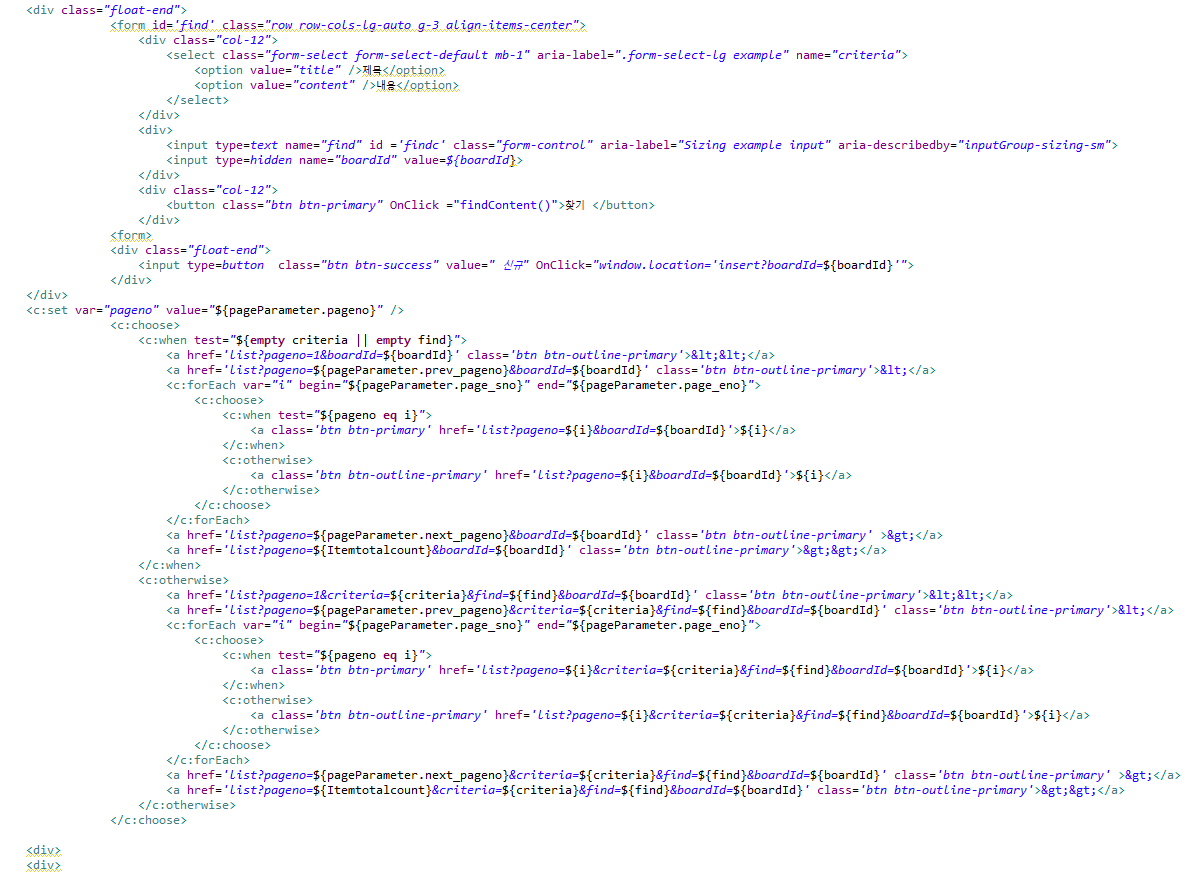 <div class="float-end">
<form id='find' class="row row-cols-lg-auto g-3 align-items-center">
<div class="col-12">
<select class="form-select form-select-default mb-1" aria-label=".form-select-lg example" name="criteria">
<option value="title" />제목</option>
<option value="content" />내용</option>
</select>
</div>
<div>
<input type=text name="find" id ='findc' class="form-control" aria-label="Sizing example input" aria-describedby="inputGroup-sizing-sm">
<input type=hidden name="boardId" value=${boardId}>
</div>
<div class="col-12">
<button class="btn btn-primary" OnClick ="findContent()">찾기 </button>
</div>
<form>
<div class="float-end">
<input type=button  class="btn btn-success" value=" 신규" OnClick="window.location='insert?boardId=${boardId}'">
</div>
</div>
<c:set var="pageno" value="${pageParameter.pageno}" />
<c:choose>
<c:when test="${empty criteria || empty find}">
<a href='list?pageno=1&boardId=${boardId}' class='btn btn-outline-primary'>&lt;&lt;</a>
<a href='list?pageno=${pageParameter.prev_pageno}&boardId=${boardId}' class='btn btn-outline-primary'>&lt;</a>
<c:forEach var="i" begin="${pageParameter.page_sno}" end="${pageParameter.page_eno}">
<c:choose>
<c:when test="${pageno eq i}">
<a class='btn btn-primary' href='list?pageno=${i}&boardId=${boardId}'>${i}</a>
</c:when>
<c:otherwise>
<a class='btn btn-outline-primary' href='list?pageno=${i}&boardId=${boardId}'>${i}</a>
</c:otherwise>
</c:choose>
</c:forEach>
<a href='list?pageno=${pageParameter.next_pageno}&boardId=${boardId}' class='btn btn-outline-primary' >&gt;</a>
<a href='list?pageno=${Itemtotalcount}&boardId=${boardId}' class='btn btn-outline-primary'>&gt;&gt;</a>
</c:when>
<c:otherwise>
<a href='list?pageno=1&criteria=${criteria}&find=${find}&boardId=${boardId}' class='btn btn-outline-primary'>&lt;&lt;</a>
<a href='list?pageno=${pageParameter.prev_pageno}&criteria=${criteria}&find=${find}&boardId=${boardId}' class='btn btn-outline-primary'>&lt;</a>
<c:forEach var="i" begin="${pageParameter.page_sno}" end="${pageParameter.page_eno}">
<c:choose>
<c:when test="${pageno eq i}">
<a class='btn btn-primary' href='list?pageno=${i}&criteria=${criteria}&find=${find}&boardId=${boardId}'>${i}</a>
</c:when>
<c:otherwise>
<a class='btn btn-outline-primary' href='list?pageno=${i}&criteria=${criteria}&find=${find}&boardId=${boardId}'>${i}</a>
</c:otherwise>
</c:choose>
</c:forEach>
<a href='list?pageno=${pageParameter.next_pageno}&criteria=${criteria}&find=${find}&boardId=${boardId}' class='btn btn-outline-primary' >&gt;</a>
<a href='list?pageno=${Itemtotalcount}&criteria=${criteria}&find=${find}&boardId=${boardId}' class='btn btn-outline-primary'>&gt;&gt;</a>
</c:otherwise>
</c:choose>
<div>
<div>